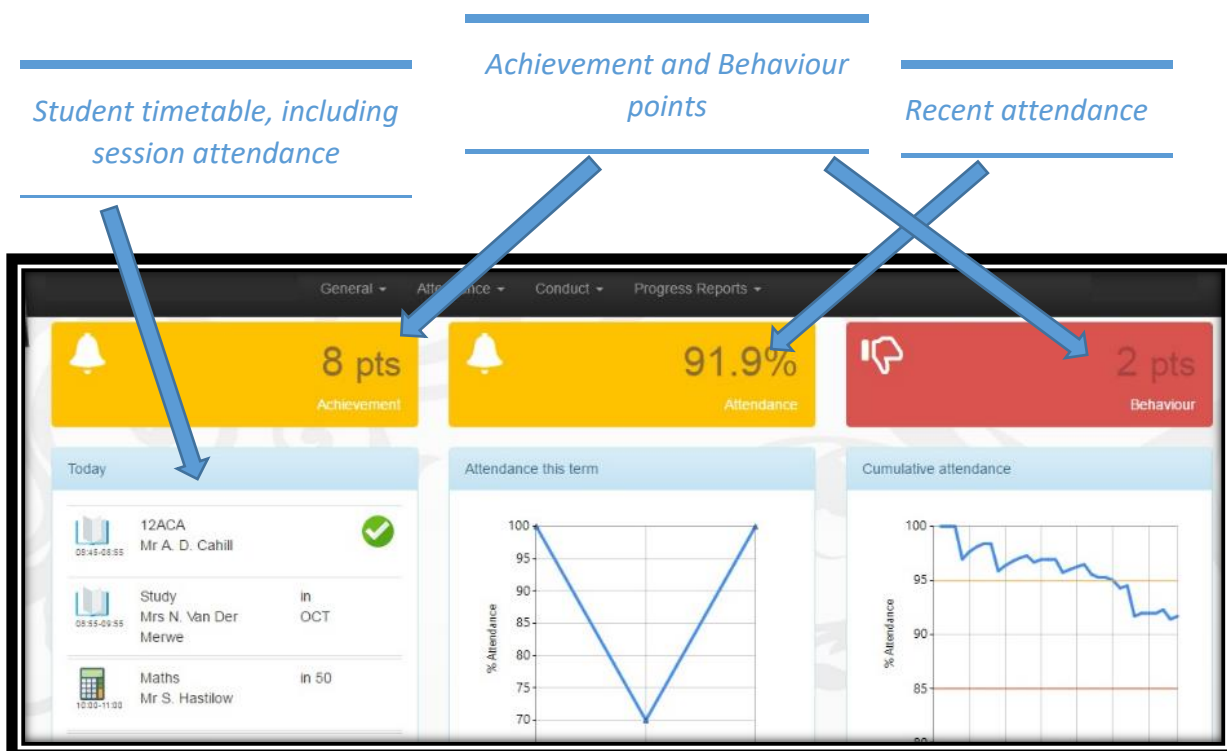 Achievement and Behaviour
points
Student timetable, including
session attendance
Recent attendance
General
Attendance
Conduct
Progress Reports
8 pts
Achievement
91.9%
Attendance
2 pts
Behaviour
Today
12ACA
Mr A. D. Cahill
08:45-08:55
Study
Mrs N. Van Der
Merwe
in
OCT
08:55-09:55
Maths
Mr S. Hastilow
in 50
10:00-11:00
Attendance this term
% Attendance
100
95
90
85
80
75
70
Cumulative attendance
% Attendance
100
95
90
85